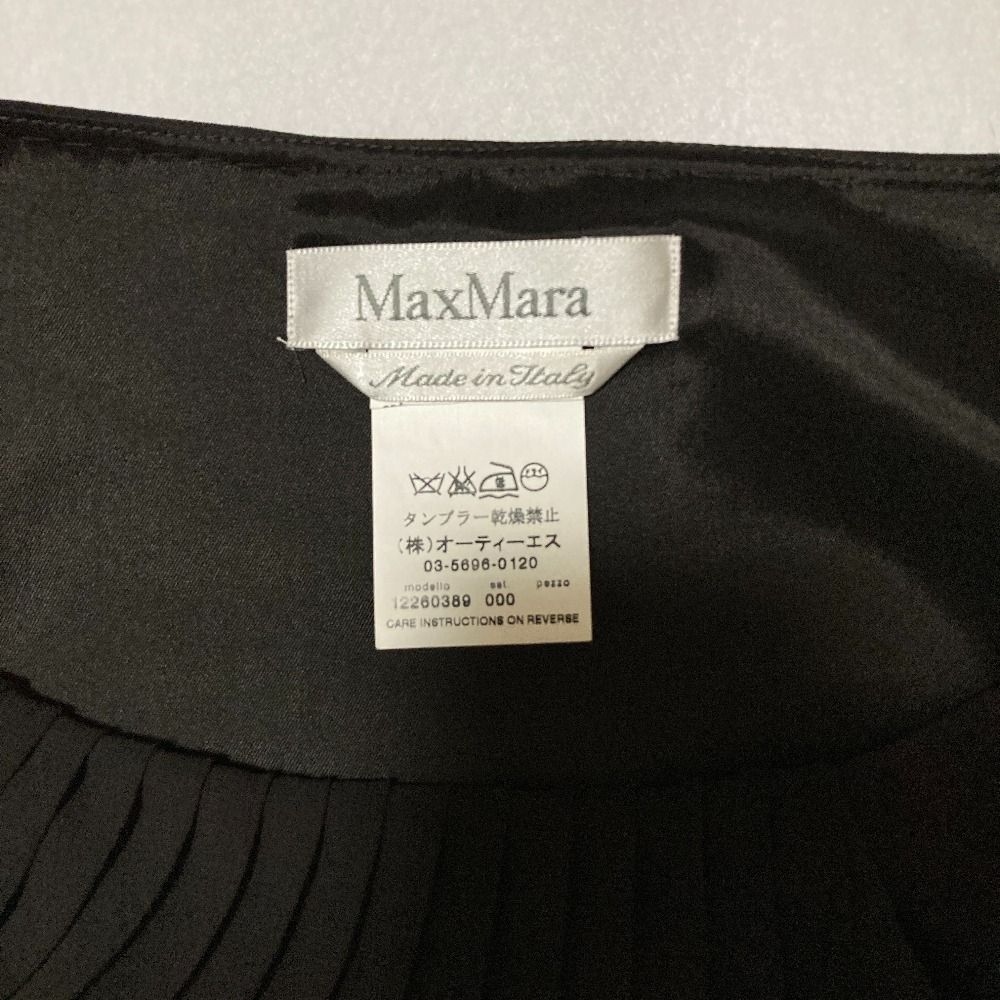 MaxMara
Made in Italy
タンブラー乾燥禁止
(株)オーティーエス
03-5696-0120
modello set pezzo
12260389 000
CARE INSTRUCTIONS ON REVERSE